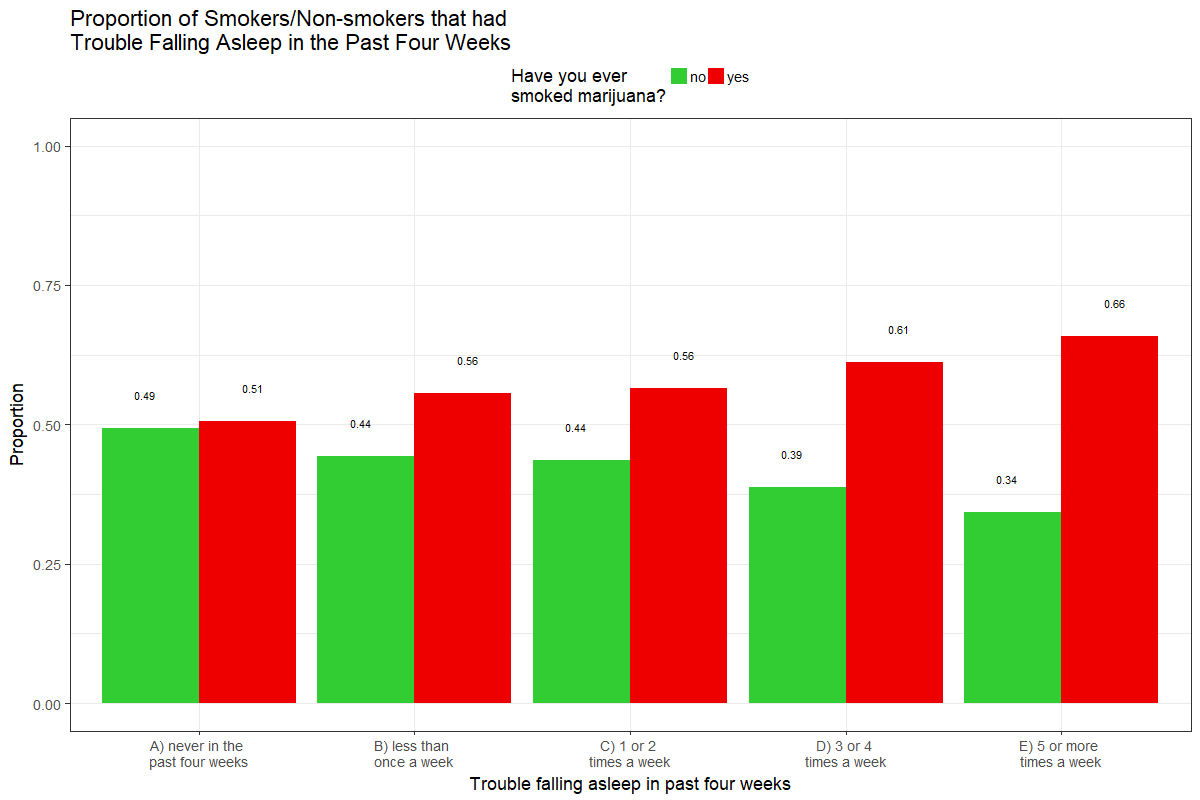 Proportion of Smokers/Non-smokers that had
Trouble Falling Asleep in the Past Four Weeks
Have you ever
smoked marijuana?
no yes
1.00
0.75
0.50
0.25
0.00
Proportion
0.49
0.51
0.44
0.56
0.44
0.56
0.39
0.61
0.34
0.66
A) never in the
past four weeks
B) less than
once a week
C) 1 or 2
times a week
D) 3 or 4
times a week
E) 5 or more
times a week
Trouble falling asleep in past four weeks